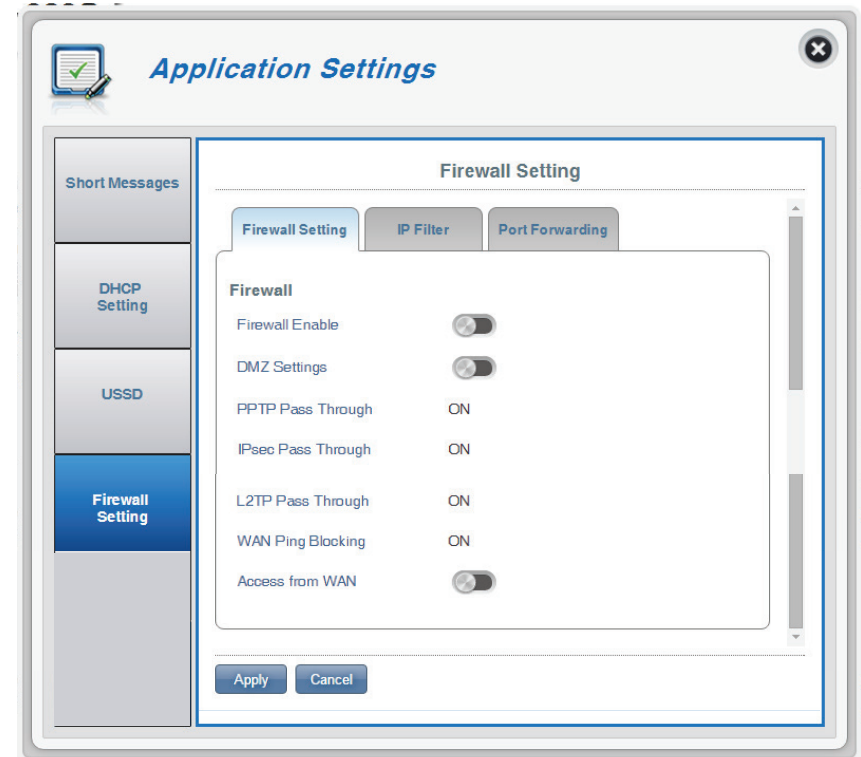 Application Settings
Short Messages
DHCP
Setting
USSD
Firewall
Setting
Firewall Setting
Firewall Setting
IP Filter
Port Forwarding
Firewall
Firewall Enable
DMZ Settings
PPTP Pass Through ON
IPsec Pass Through ON
L2TP Pass Through ON
WAN Ping Blocking ON
Access from WAN
Apply
Cancel